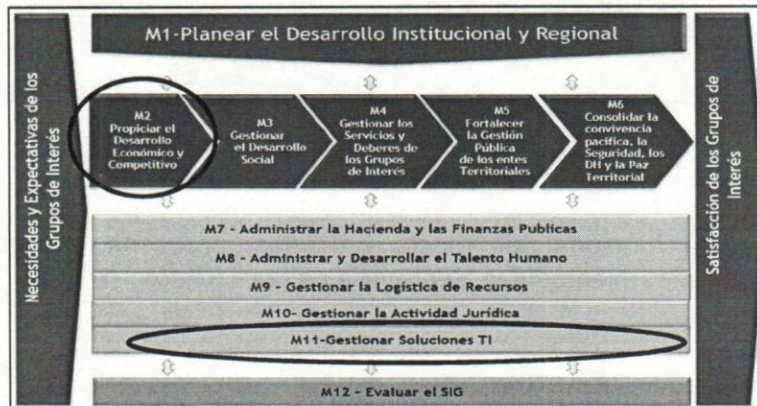 M1-Planear el Desarrollo Institucional y Regional
Necesidades y Expectativas de los
Grupos de Interés
M2
Propiciar el
Desarrollo
Económico y
Competitivo
M3
Gestionar
el Desarrollo
Social
M4
Gestionar los
Servicios y
Deberes de
los Grupos
de Interés
M5
Fortalecer
la Gestión
Pública
de los entes
Territoriales
M6
Consolidar la
convivencia
pacifica, la
Seguridad, los
DH y la Paz
Territorial
Satisfacción de los Grupos de
Interés
M7 - Administrar la Hacienda y las Finanzas Publicas
M8 - Administrar y Desarrollar el Talento Humano
M9 - Gestionar la Logística de Recursos
M10- Gestionar la Actividad Jurídica
M11-Gestionar Soluciones TI
M12 - Evaluar el SIG